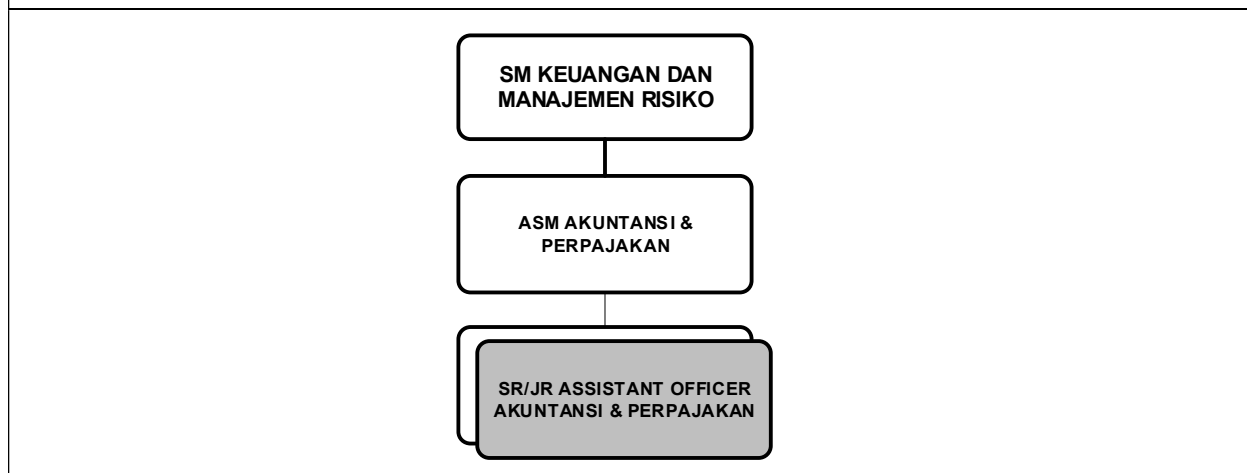 SM KEUANGAN DAN
MANAJEMEN RISIKO
ASM AKUNTANSI &
PERPAJAKAN
SR/JR ASSISTANT OFFICER
AKUNTANSI & PERPAJAKAN